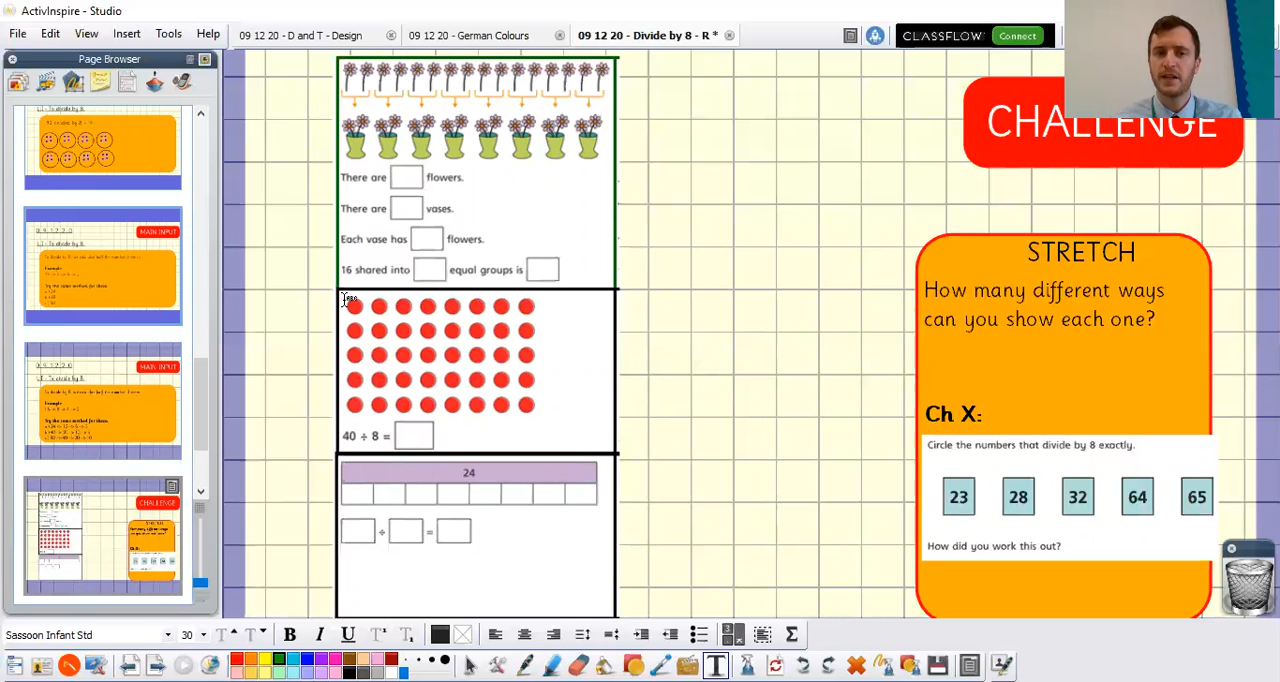 ActivInspire - Studio
File Edit View Insert Tools Help
09 12 20 - D and T - Design
09 12 20 - German Colours
09 12 20 - Divide by 8 - R *
CLASSFLOW Connect
Page Browser
MAIN INPUT
MAIN INPUT
CHALLENGE
There are flowers.
There are vases.
Each vase has flowers.
16 shared into equal groups is
40 ÷ 8 =
24
÷ =
CHALLENGE
STRETCH
How many different ways
can you show each one?
Ch X:
Circle the numbers that divide by 8 exactly.
23 28 32 64 65
How did you work this out?
Sassoon Infant Std 30